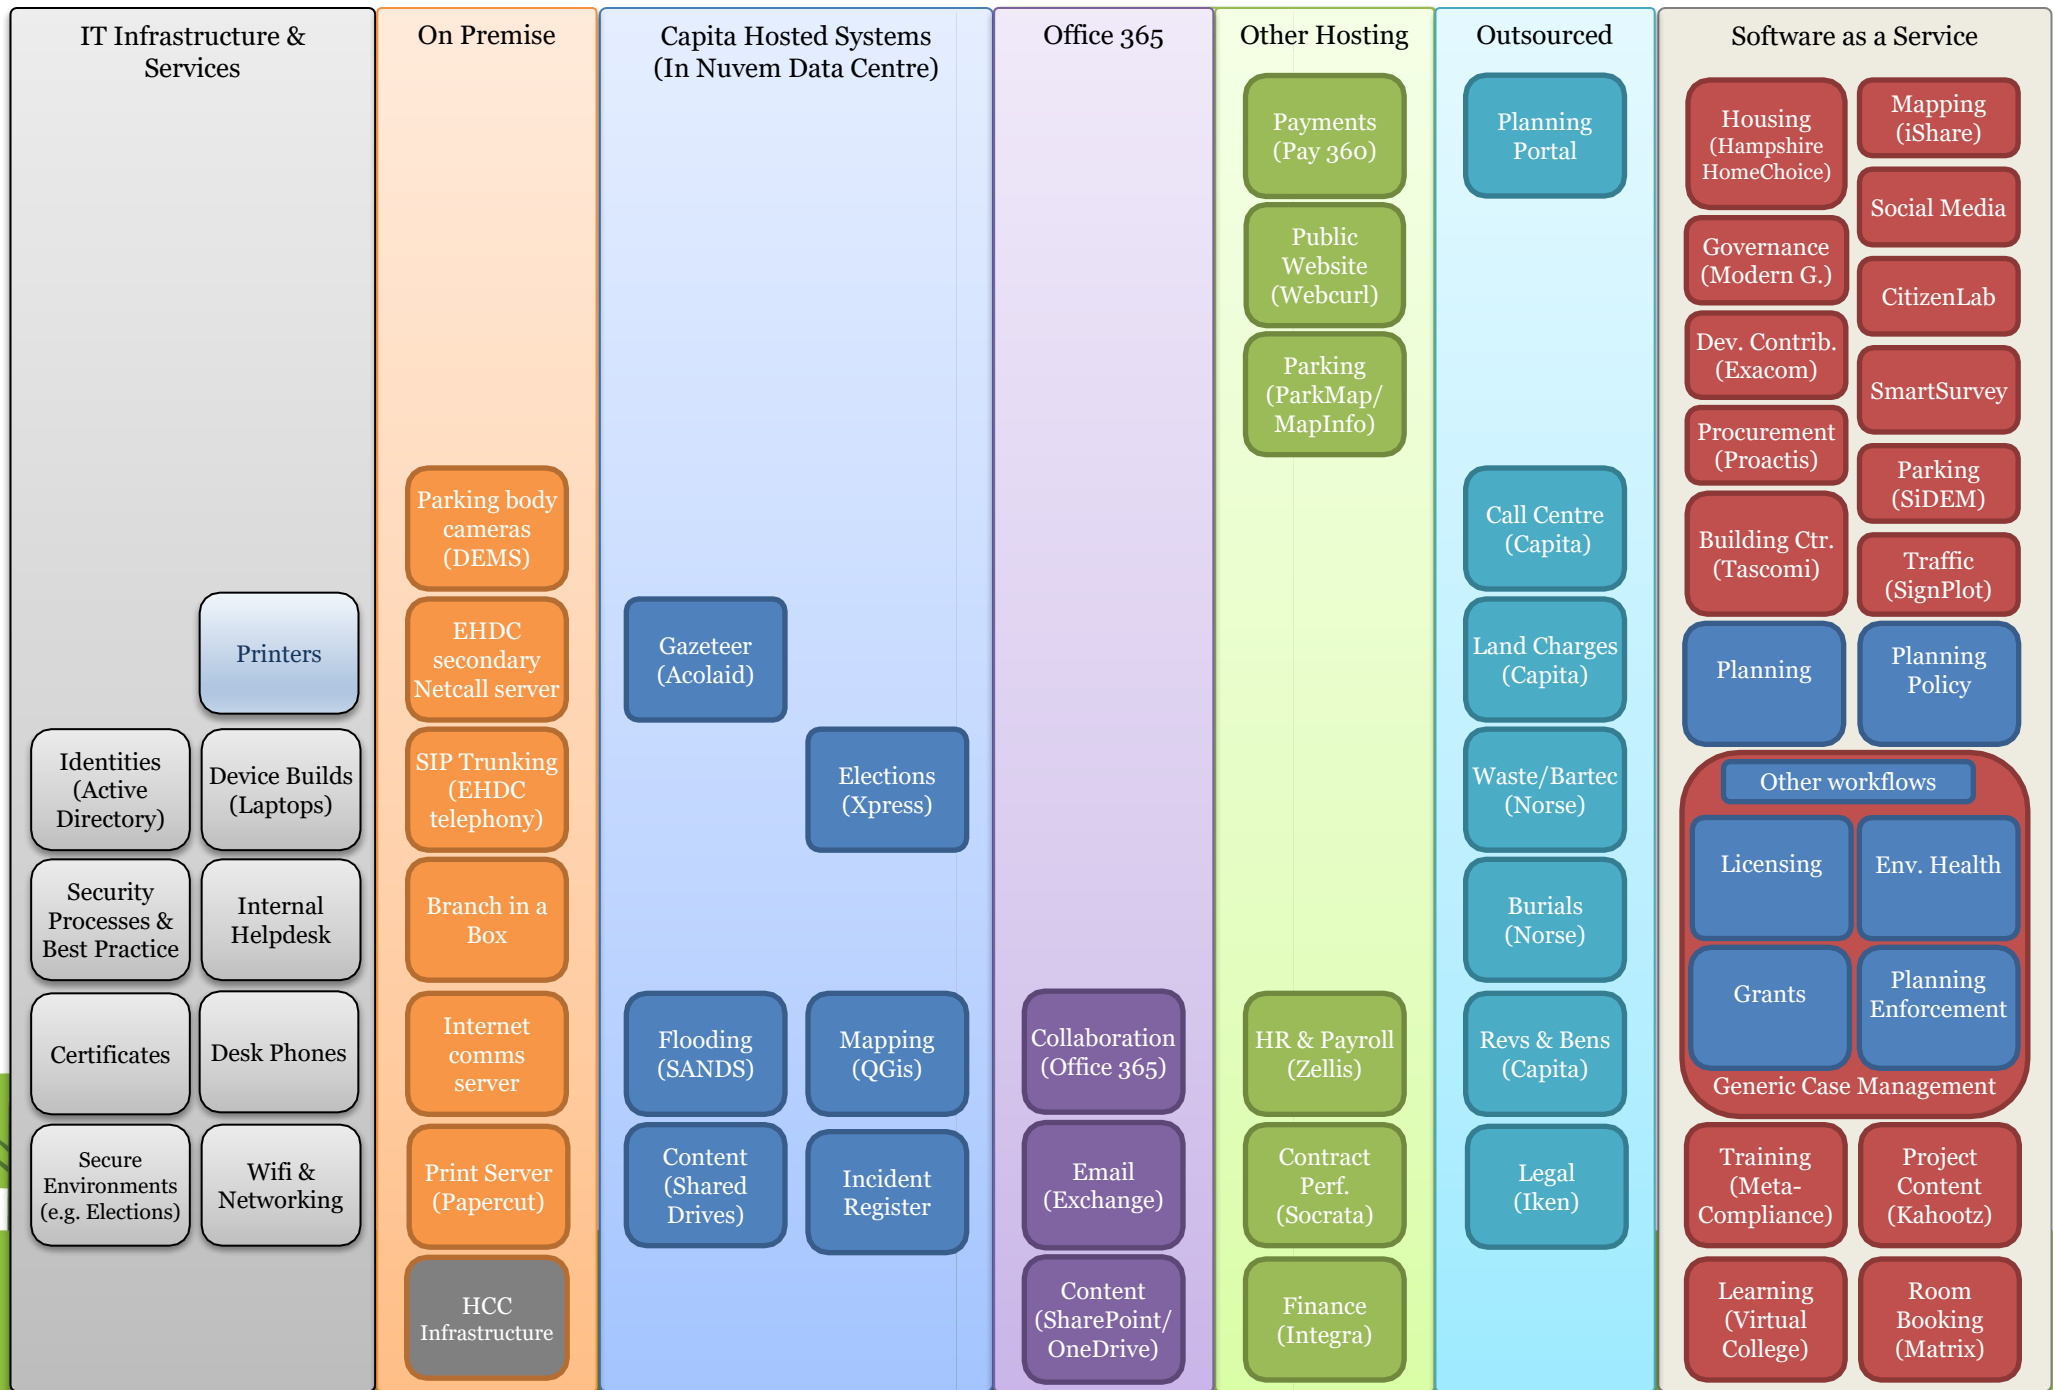 IT Infrastructure &
Services
Printers
Identities
(Active
Directory)
Device Builds
(Laptops)
Security
Processes &
Best Practice
Internal
Helpdesk
Certificates
Desk Phones
Secure
Environments
(e.g. Elections)
Wifi &
Networking
On Premise
Parking body
cameras
(DEMS)
EHDC
secondary
Netcall server
SIP Trunking
(EHDC
telephony)
Branch in a
Box
Internet
comms
server
Print Server
(Papercut)
HCC
Infrastructure
Capita Hosted Systems
(In Nuvem Data Centre)
Gazeteer
(Acolaid)
Elections
(Xpress)
Flooding
(SANDS)
Mapping
(QGis)
Content
(Shared
Drives)
Incident
Register
Office 365
Collaboration
(Office 365)
Email
(Exchange)
Content
(SharePoint/
OneDrive)
Other Hosting
Payments
(Pay 360)
Public
Website
(Webcurl)
Parking
(ParkMap/
MapInfo)
HR & Payroll
(Zellis)
Contract
Perf.
(Socrata)
Finance
(Integra)
Outsourced
Planning
Portal
Call Centre
(Capita)
Land Charges
(Capita)
Waste/Bartec
(Norse)
Burials
(Norse)
Revs & Bens
(Capita)
Legal
(Iken)
Software as a Service
Housing
(Hampshire
HomeChoice)
Mapping
(iShare)
Social Media
Governance
(Modern G.)
CitizenLab
Dev. Contrib.
(Exacom)
SmartSurvey
Procurement
(Proactis)
Parking
(SiDEM)
Building Ctr.
(Tascomi)
Traffic
(SignPlot)
Planning
Planning
Policy
Other workflows
Licensing
Env. Health
Grants
Planning
Enforcement
Generic Case Management
Training
(Meta-
Compliance)
Project
Content
(Kahootz)
Learning
(Virtual
College)
Room
Booking
(Matrix)